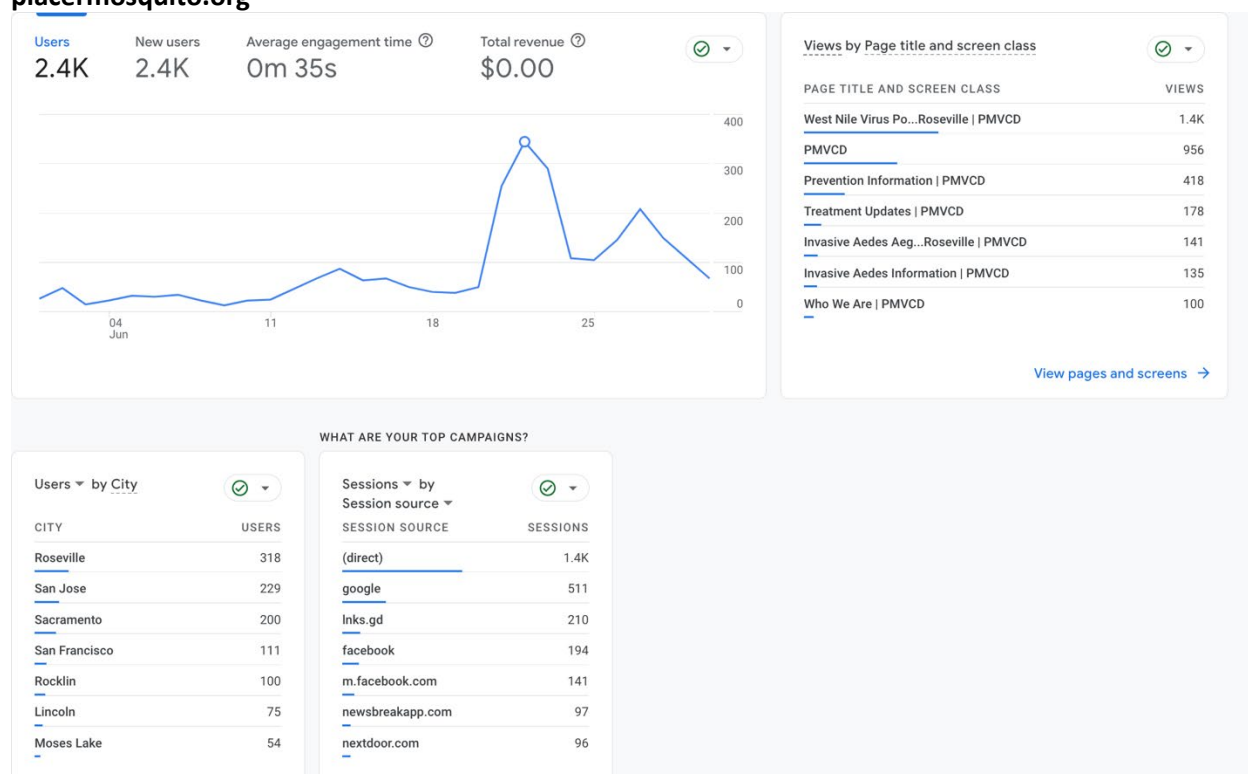 placermosquito.org
Users New users Average engagement time Total revenue
2.4K 2.4K 0m 35s $0.00
400
300
200
100
0
04 11 18 25
Jun
Views by Page title and screen class
PAGE TITLE AND SCREEN CLASS VIEWS
West Nile Virus Po...Roseville | PMVCD 1.4K
PMVCD 956
Prevention Information | PMVCD 418
Treatment Updates | PMVCD 178
Invasive Aedes Aeg...Roseville | PMVCD 141
Invasive Aedes Information | PMVCD 135
Who We Are | PMVCD 100
View pages and screens →
WHAT ARE YOUR TOP CAMPAIGNS?
Users by City
CITY USERS
Roseville 318
San Jose 229
Sacramento 200
San Francisco 111
Rocklin 100
Lincoln 75
Moses Lake 54
Sessions by
Session source
SESSION SOURCE SESSIONS
(direct) 1.4K
google 511
lnks.gd 210
facebook 194
m.facebook.com 141
newsbreakapp.com 97
nextdoor.com 96